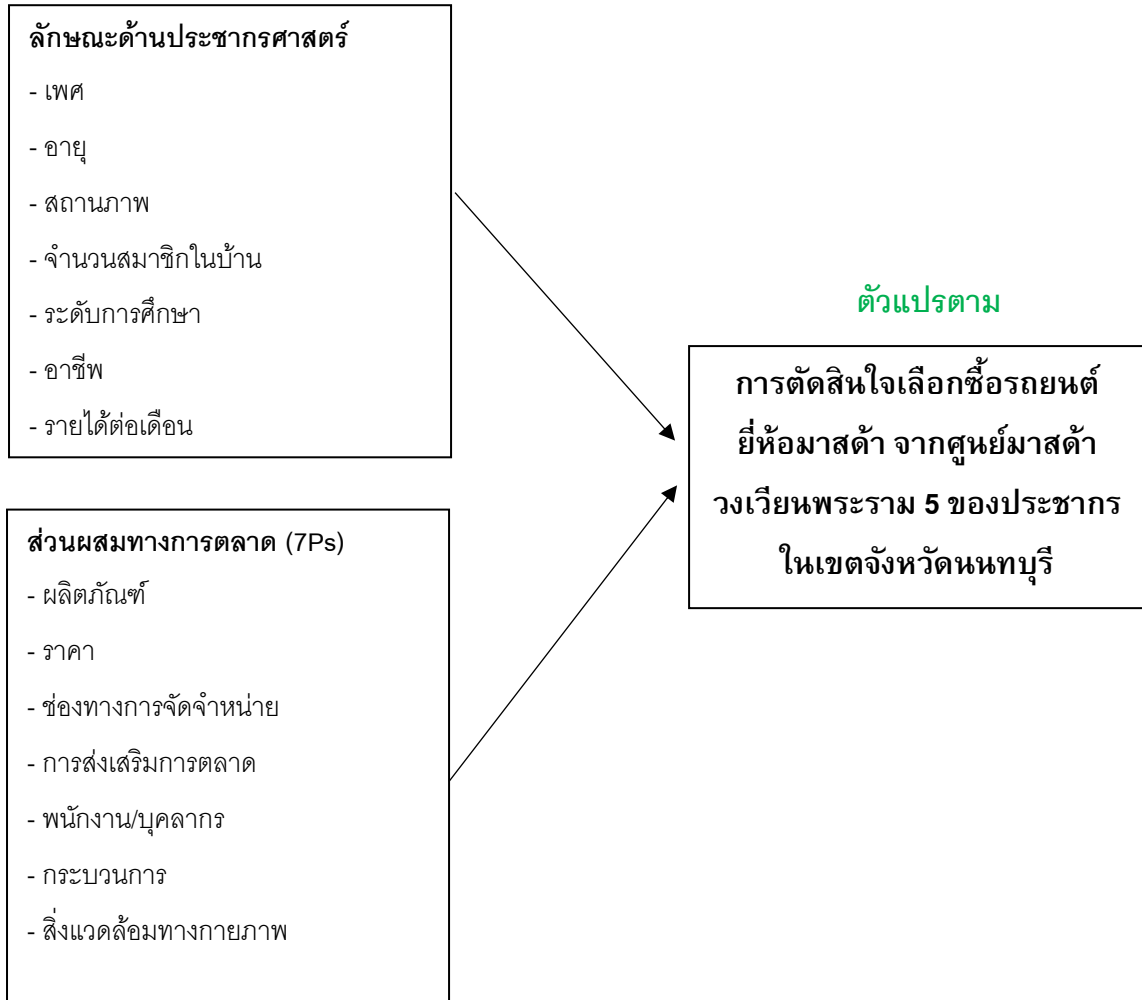 ลักษณะด้านประชากรศาสตร์
- เพศ
- อายุ
- สถานภาพ
- จำนวนสมาชิกในบ้าน
- ระดับการศึกษา
- อาชีพ
- รายได้ต่อเดือน
ส่วนผสมทางการตลาด (7Ps)
- ผลิตภัณฑ์
- ราคา
- ช่องทางการจัดจำหน่าย
- การส่งเสริมการตลาด
- พนักงาน/บุคลากร
- กระบวนการ
- สิ่งแวดล้อมทางกายภาพ
ตัวแปรตาม
การตัดสินใจเลือกซื้อรถยนต์
ยี่ห้อมาสด้า จากศูนย์มาสด้า
วงเวียนพระราม 5 ของประชากร
ในเขตจังหวัดนนทบุรี